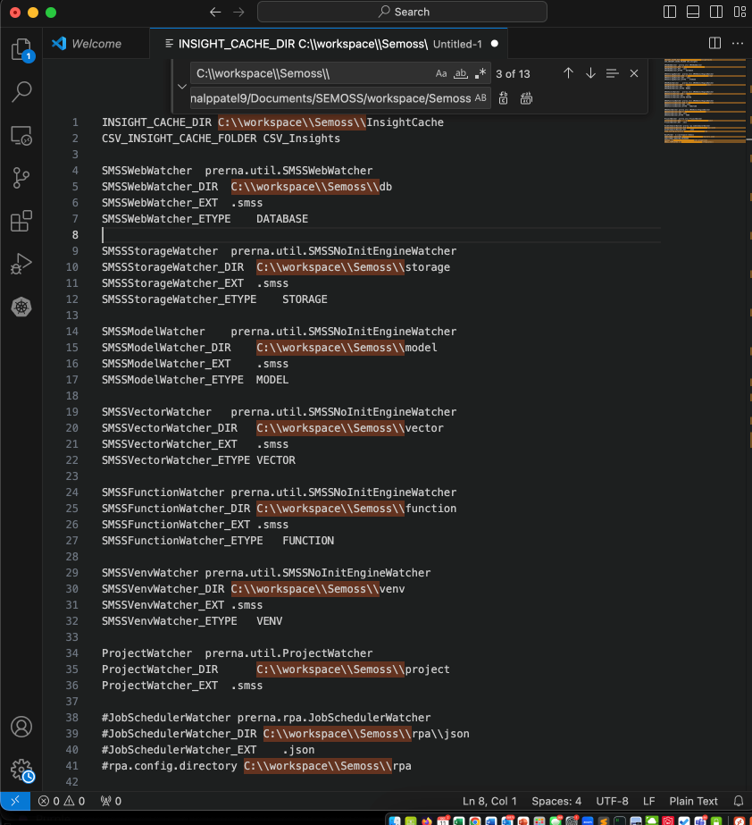 Search
Welcome
INSIGHT_CACHE_DIR C:\\workspace\\Semoss\ Untitled-1
C:\\workspace\\Semoss\\ Aa ab 3 of 13
nalppatel9/Documents/SEMOSS/workspace/Semoss AB
1 INSIGHT_CACHE_DIR C:\\workspace\\Semoss\\InsightCache
2 CSV_INSIGHT_CACHE_FOLDER CSV_Insights
3
4 SMSSWebWatcher prerna.util.SMSSWebWatcher
5 SMSSWebWatcher_DIR C:\\workspace\\Semoss\\db
6 SMSSWebWatcher_EXT .smss
7 SMSSWebWatcher_ETYPE DATABASE
8
9 SMSSStorageWatcher prerna.util.SMSSNoInitEngineWatcher
10 SMSSStorageWatcher_DIR C:\\workspace\\Semoss\\storage
11 SMSSStorageWatcher_EXT .smss
12 SMSSStorageWatcher_ETYPE STORAGE
13
14 SMSSModelWatcher prerna.util.SMSSNoInitEngineWatcher
15 SMSSModelWatcher_DIR C:\\workspace\\Semoss\\model
16 SMSSModelWatcher_EXT .smss
17 SMSSModelWatcher_ETYPE MODEL
18
19 SMSSVectorWatcher prerna.util.SMSSNoInitEngineWatcher
20 SMSSVectorWatcher_DIR C:\\workspace\\Semoss\\vector
21 SMSSVectorWatcher_EXT .smss
22 SMSSVectorWatcher_ETYPE VECTOR
23
24 SMSSFunctionWatcher prerna.util.SMSSNoInitEngineWatcher
25 SMSSFunctionWatcher_DIR C:\\workspace\\Semoss\\function
26 SMSSFunctionWatcher_EXT .smss
27 SMSSFunctionWatcher_ETYPE FUNCTION
28
29 SMSSVenvWatcher prerna.util.SMSSNoInitEngineWatcher
30 SMSSVenvWatcher_DIR C:\\workspace\\Semoss\\venv
31 SMSSVenvWatcher_EXT .smss
32 SMSSVenvWatcher_ETYPE VENV
33
34 ProjectWatcher prerna.util.ProjectWatcher
35 ProjectWatcher_DIR C:\\workspace\\Semoss\\project
36 ProjectWatcher_EXT .smss
37
38 #JobSchedulerWatcher prerna.rpa.JobSchedulerWatcher
39 #JobSchedulerWatcher_DIR C:\\workspace\\Semoss\\rpa\\json
40 #JobSchedulerWatcher_EXT .json
41 #rpa.config.directory C:\\workspace\\Semoss\\rpa
42
0 0 0 Ln 8, Col 1 Spaces: 4 UTF-8 LF Plain Text